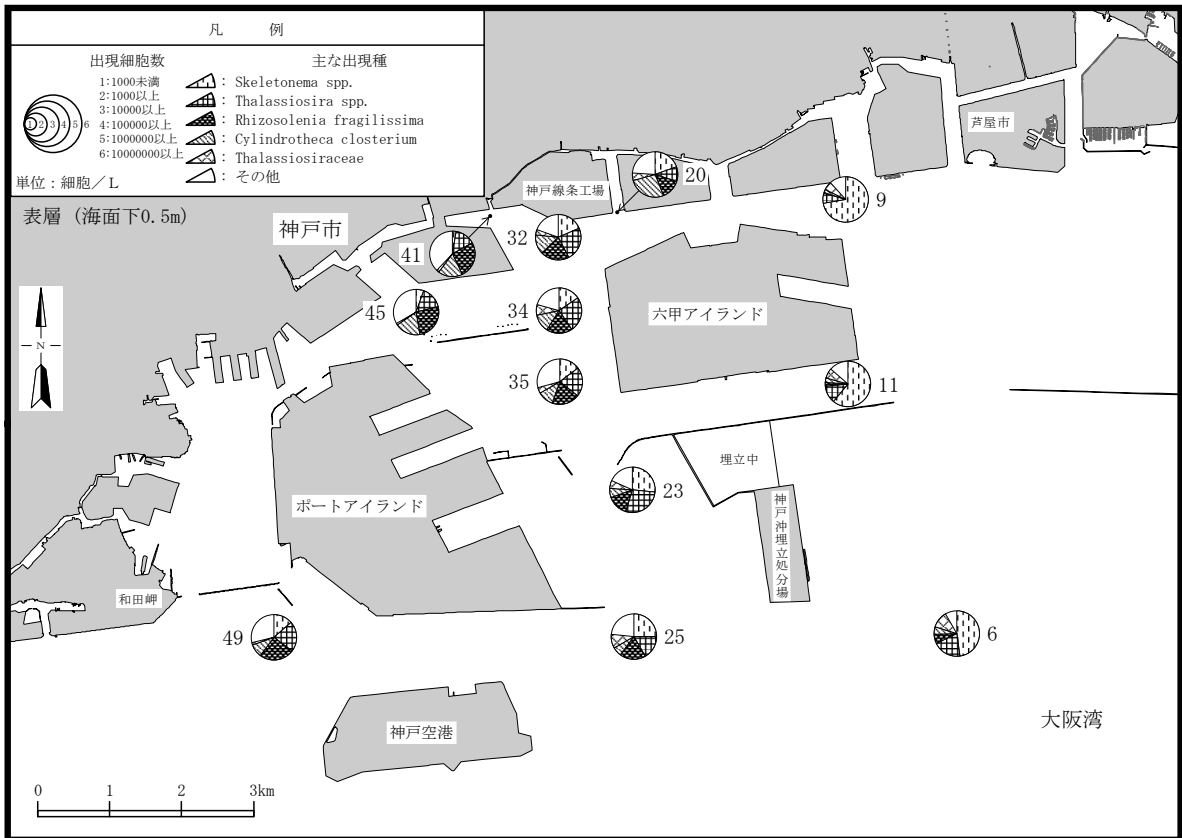 凡　例
出現細胞数
主な出現種
1:1000未満
2:1000以上
3:10000以上
4:100000以上
5:1000000以上
6:10000000以上
1 2 3 4 5 6
: Skeletonema spp.
: Thalassiosira spp.
: Rhizosolenia fragilissima
: Cylindrotheca closterium
: Thalassiosiraceae
: その他
単位：細胞／L
表層（海面下0.5m）
芦屋市
神戸線条工場
20
9
神戸市
41
32
45
34
六甲アイランド
N
35
11
埋立中
23
ポートアイランド
神戸沖埋立処分場
和田岬
49
25
6
大阪湾
神戸空港
0 1 2 3km